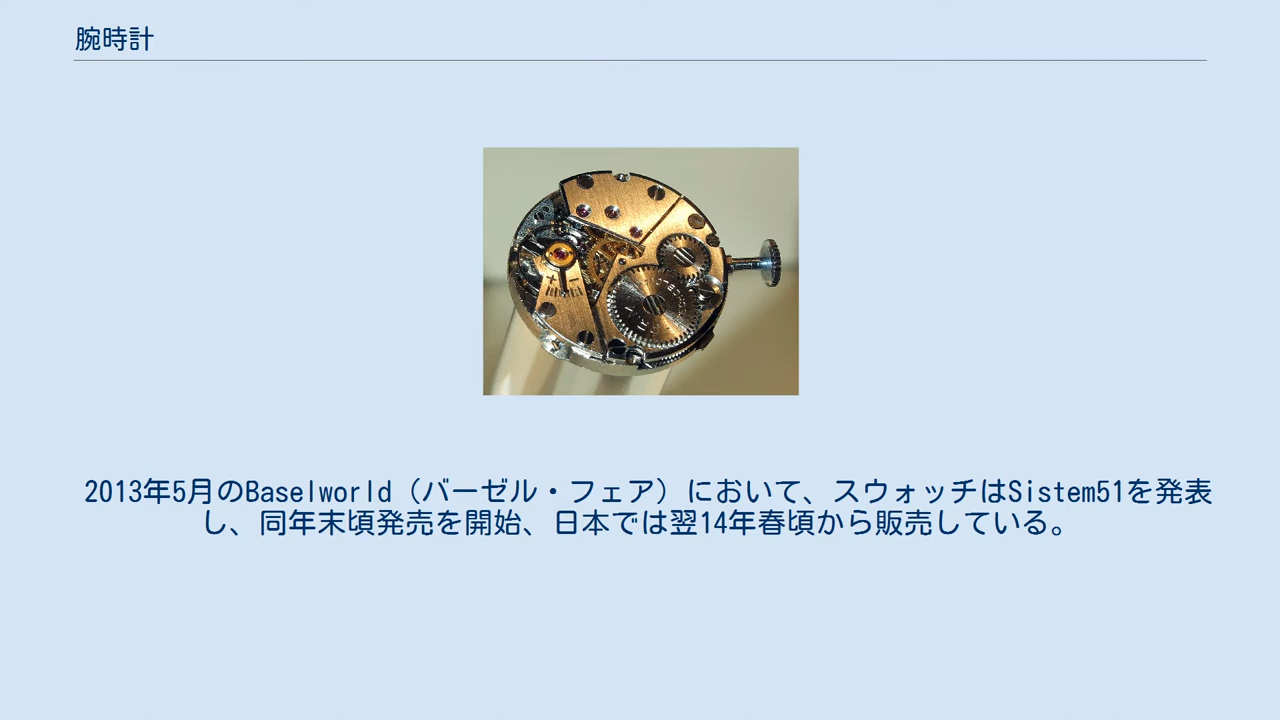 腕時計
2013年5月のBaselworld（バーゼル・フェア）において、スウォッチはSistem51を発表
し、同年末頃発売を開始、日本では翌14年春頃から販売している。